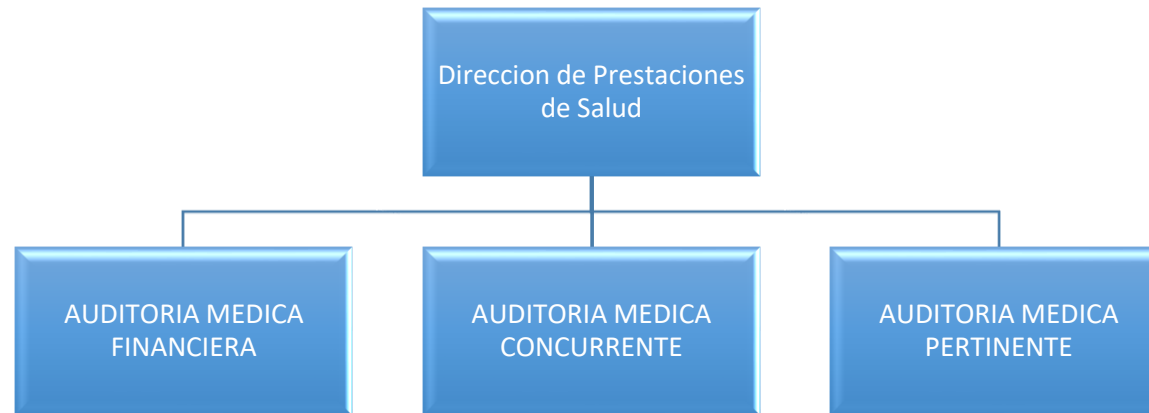 Direccion de Prestaciones
de Salud
AUDITORIA MEDICA
FINANCIERA
AUDITORIA MEDICA
CONCURRENTE
AUDITORIA MEDICA
PERTINENTE